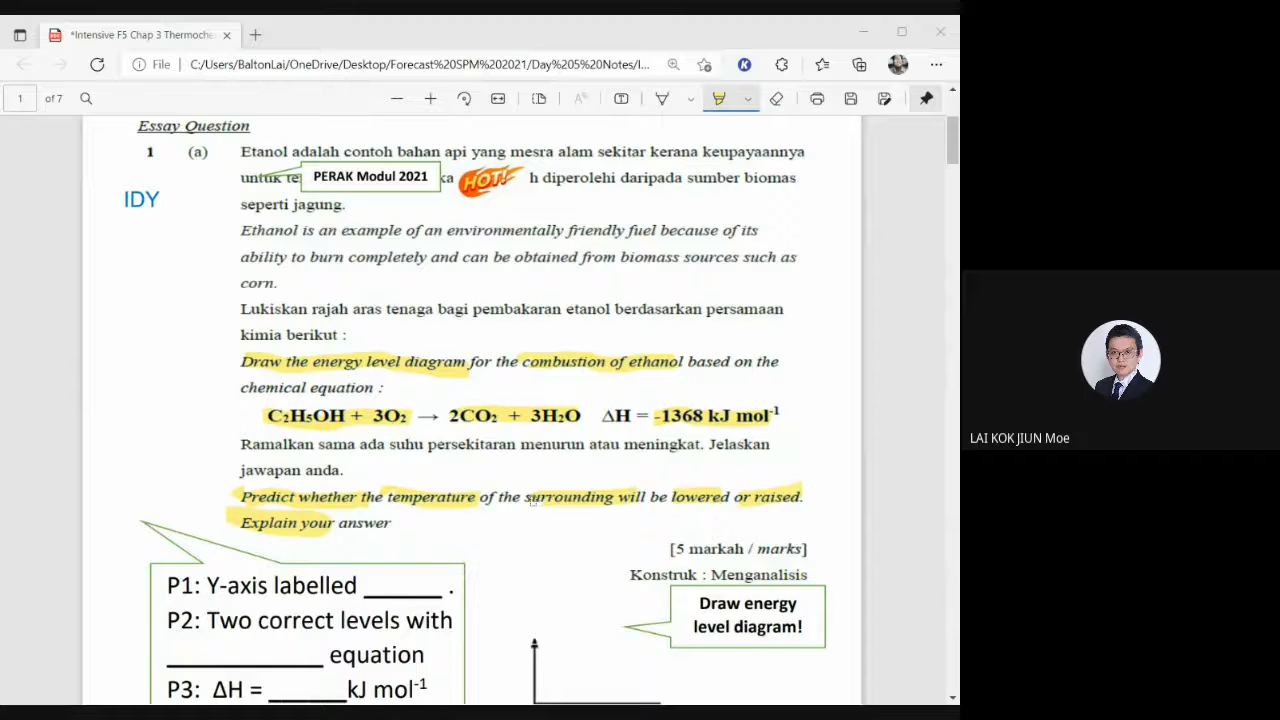 *Intensive F5 Chap 3 Thermoche
File
C:/Users/BaltonLai/OneDrive/Desktop/Forecast%20SPM%202021/Day%205%20Notes/I...
1 of 7
Essay Question
1 (a) Etanol adalah contoh bahan api yang mesra alam sekitar kerana keupayaannya
untuk
PERAK Modul 2021
HOT!
h diperolehi daripada sumber biomas
IDY
seperti jagung.
Ethanol is an example of an environmentally friendly fuel because of its
ability to burn completely and can be obtained from biomass sources such as
corn.
Lukiskan rajah aras tenaga bagi pembakaran etanol berdasarkan persamaan
kimia berikut :
Draw the energy level diagram for the combustion of ethanol based on the
chemical equation :
C₂H₅OH + 3O₂ → 2CO₂ + 3H₂O ΔH = -1368 kJ mol⁻¹
Ramalkan sama ada suhu persekitaran menurun atau meningkat. Jelaskan
jawapan anda.
Predict whether the temperature of the surrounding will be lowered or raised.
Explain your answer
[5 markah / marks]
Konstruk : Menganalisis
P1: Y-axis labelled ______ .
P2: Two correct levels with
____________ equation
P3: ΔH = ______kJ mol⁻¹
Draw energy
level diagram!
LAI KOK JIUN Moe